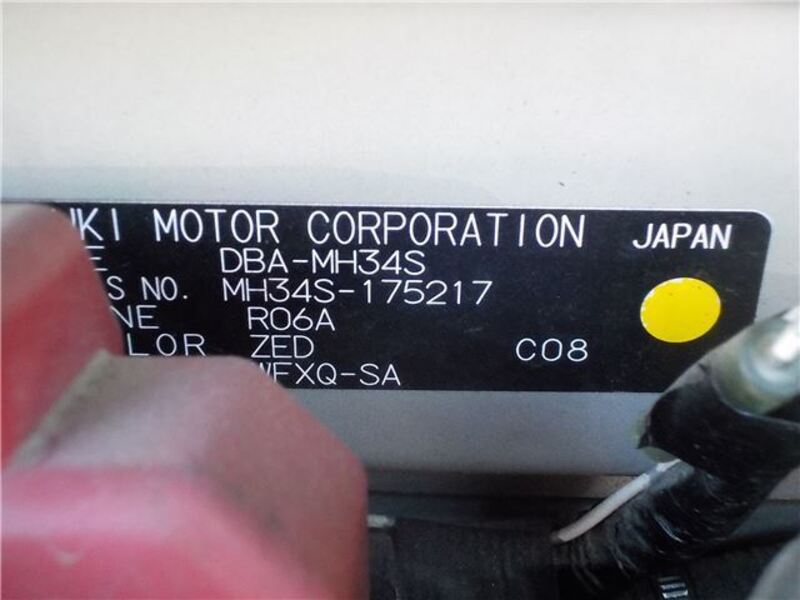 UKI MOTOR CORPORATION JAPAN
E DBA-MH34S
S NO. MH34S-175217
NE R06A
LOR ZED C08
WFXQ-SA